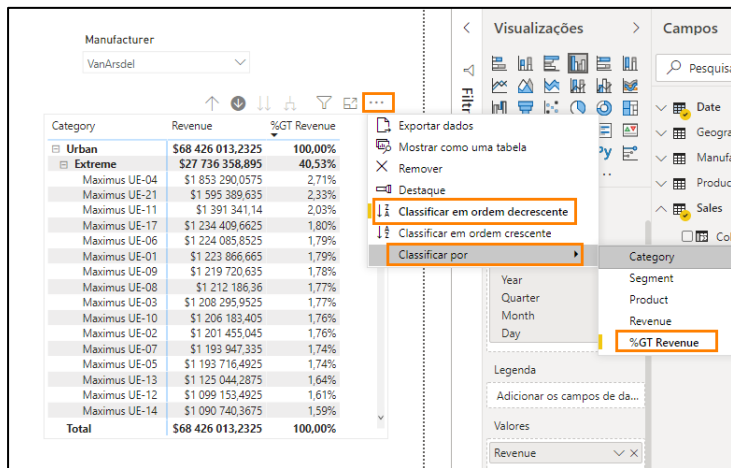 Manufacturer
VanArsdel
Category Revenue %GT Revenue
Urban $68 426 013,2325 100,00%
Extreme $27 736 358,895 40,53%
Maximus UE-04 $1 853 290,0575 2,71%
Maximus UE-21 $1 595 389,635 2,33%
Maximus UE-11 $1 391 341,14 2,03%
Maximus UE-17 $1 234 409,6625 1,80%
Maximus UE-06 $1 224 085,8525 1,79%
Maximus UE-01 $1 223 866,665 1,79%
Maximus UE-09 $1 219 720,635 1,78%
Maximus UE-08 $1 212 186,36 1,77%
Maximus UE-03 $1 208 295,9525 1,77%
Maximus UE-10 $1 206 183,405 1,76%
Maximus UE-02 $1 201 455,045 1,76%
Maximus UE-07 $1 193 947,335 1,74%
Maximus UE-05 $1 193 716,4925 1,74%
Maximus UE-13 $1 125 044,2875 1,64%
Maximus UE-12 $1 099 153,4925 1,61%
Maximus UE-14 $1 090 740,3675 1,59%
Total $68 426 013,2325 100,00%
Exportar dados
Mostrar como uma tabela
Remover
Destaque
Classificar em ordem decrescente
Classificar em ordem crescente
Classificar por
Category
Segment
Product
Revenue
%GT Revenue
Filtr
Visualizações
Py
Year
Quarter
Month
Day
Legenda
Adicionar os campos de da...
Valores
Revenue
Campos
Pesquisa
Date
Geogra
Manufa
Produc
Sales
Col